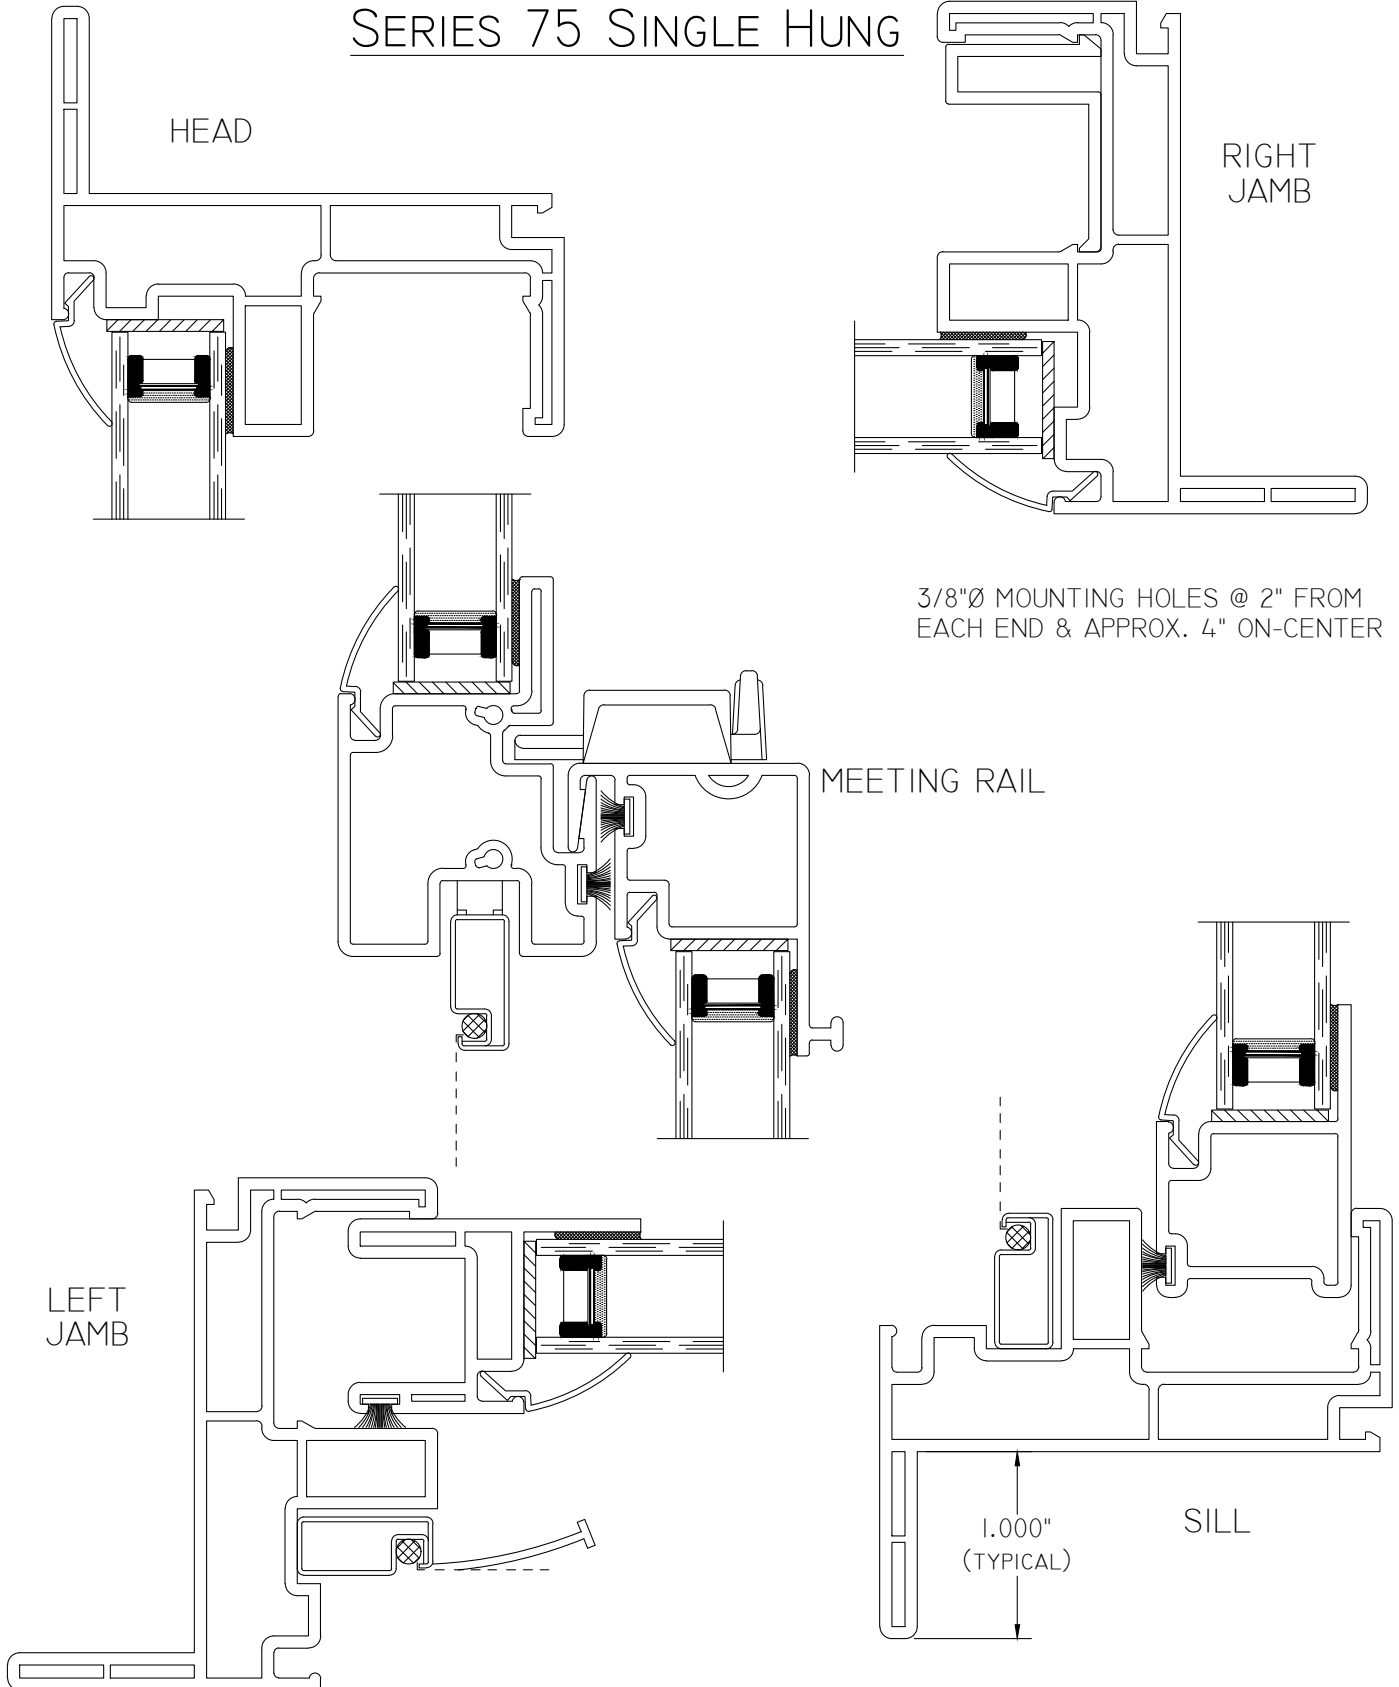 SERIES 75 SINGLE HUNG
HEAD
RIGHT
JAMB
3/8"Ø MOUNTING HOLES @ 2" FROM
EACH END & APPROX. 4" ON-CENTER
MEETING RAIL
LEFT
JAMB
1.000"
(TYPICAL)
SILL